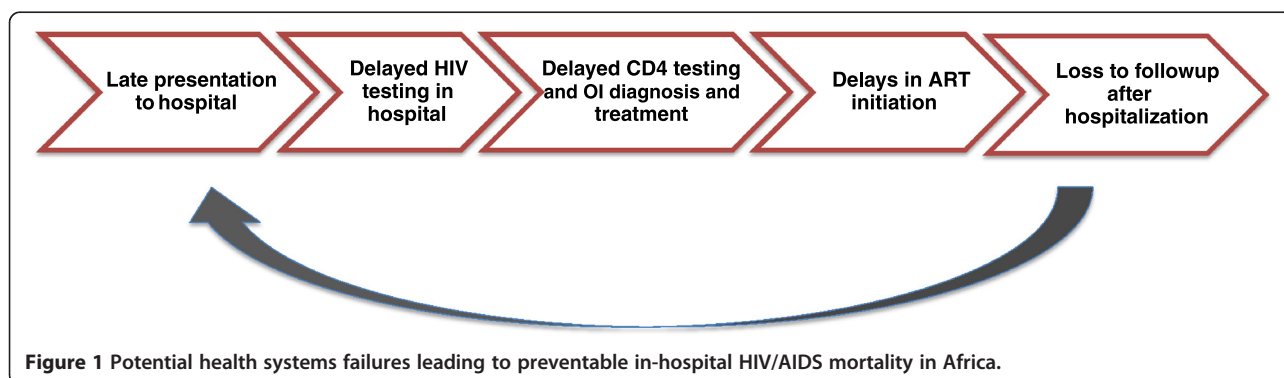 Late presentation
to hospital
Delayed HIV
testing in
hospital
Delayed CD4 testing
and OI diagnosis and
treatment
Delays in ART
initiation
Loss to followup
after
hospitalization
Figure 1 Potential health systems failures leading to preventable in-hospital HIV/AIDS mortality in Africa.